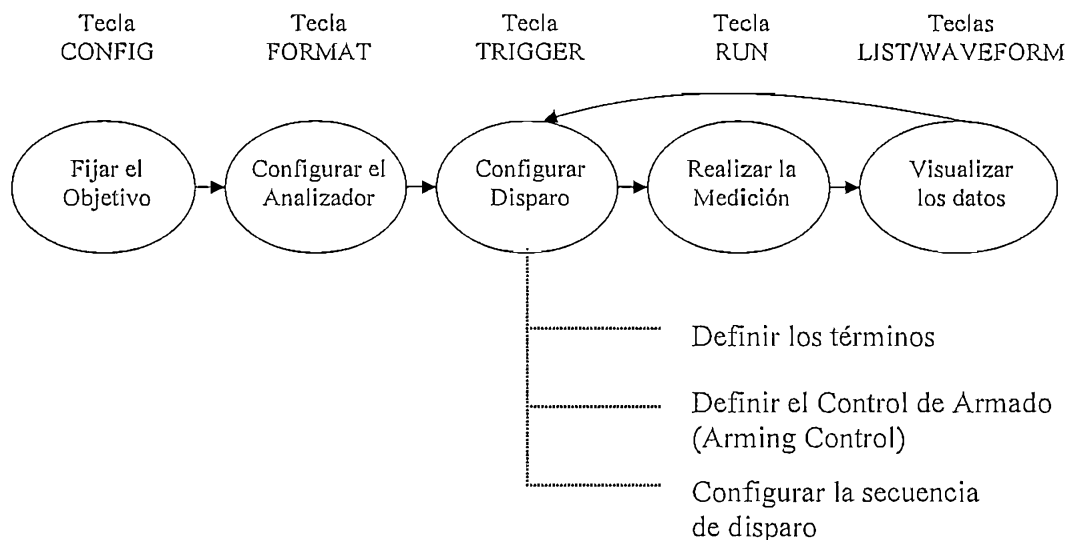 Tecla
CONFIG
Tecla
FORMAT
Tecla
TRIGGER
Tecla
RUN
Teclas
LIST/WAVEFORM
Fijar el
Objetivo
Configurar el
Analizador
Configurar
Disparo
Realizar la
Medición
Visualizar
los datos
Definir los términos
Definir el Control de Armado
(Arming Control)
Configurar la secuencia
de disparo